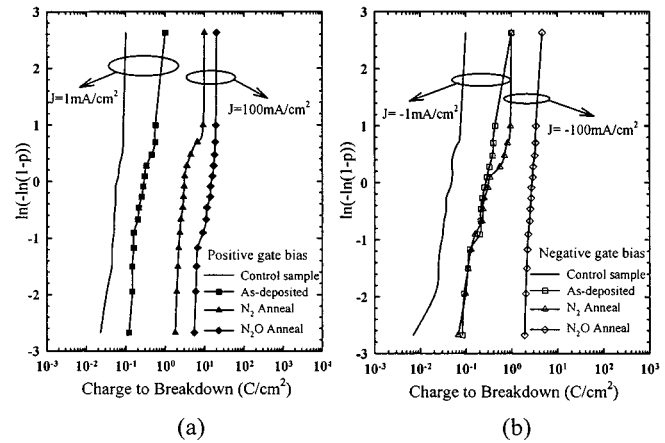 3
2
1
0
-1
-2
-3
ln(-ln(1-p))
J=1mA/cm²
J=100mA/cm²
Positive gate bias
Control sample
As-deposited
N₂ Anneal
N₂O Anneal
10⁻³ 10⁻² 10⁻¹ 10⁰ 10¹ 10² 10³ 10⁴
Charge to Breakdown (C/cm²)
(a)
3
2
1
0
-1
-2
-3
ln(-ln(1-p))
J= -1mA/cm²
J= -100mA/cm²
Negative gate bias
Control sample
As-deposited
N₂ Anneal
N₂O Anneal
10⁻³ 10⁻² 10⁻¹ 10⁰ 10¹ 10² 10³
Charge to Breakdown (C/cm²)
(b)